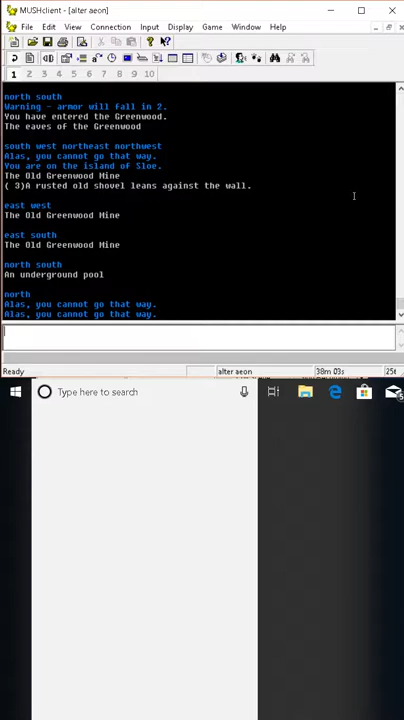 MUSHclient - [alter aeon]
File Edit View Connection Input Display Game Window Help
1 2 3 4 5 6 7 8 9 10
north south
Warning - armor will fall in 2.
You have entered the Greenwood.
The eaves of the Greenwood
south west northeast northwest
Alas, you cannot go that way.
You are on the island of Sloe.
The Old Greenwood Mine
( 3)A rusted old shovel leans against the wall.
east west
The Old Greenwood Mine
east south
The Old Greenwood Mine
north south
An underground pool
north
Alas, you cannot go that way.
Alas, you cannot go that way.
Ready alter aeon 38m 03s
Type here to search